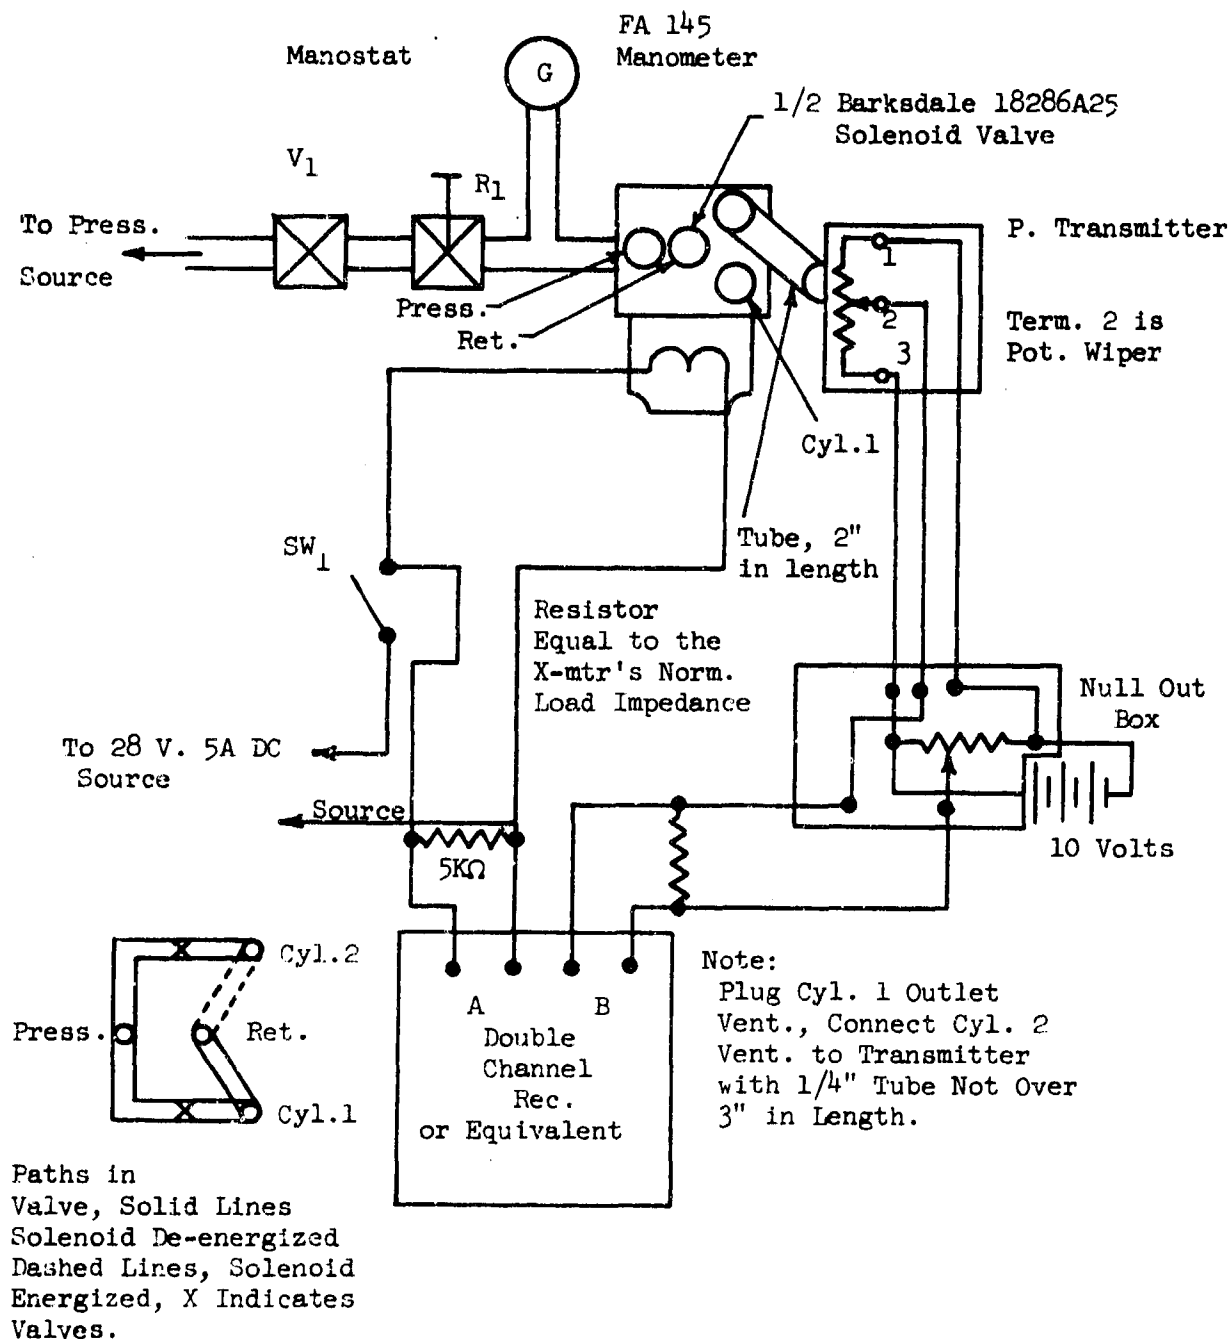 Manostat
G
FA 145
Manometer
1/2 Barksdale 18286A25
Solenoid Valve
V1
R1
To Press.
Source
Press.
Ret.
P. Transmitter
1
2
3
Term. 2 is
Pot. Wiper
Cyl.1
Tube, 2"
in length
SW1
Resistor
Equal to the
X-mtr's Norm.
Load Impedance
Null Out
Box
To 28 V. 5A DC
Source
Source
5KΩ
10 Volts
A
B
Double
Channel
Rec.
or Equivalent
Note:
Plug Cyl. 1 Outlet
Vent., Connect Cyl. 2
Vent. to Transmitter
with 1/4" Tube Not Over
3" in Length.
Cyl.2
Press.
Ret.
Cyl.1
Paths in
Valve, Solid Lines
Solenoid De-energized
Dashed Lines, Solenoid
Energized, X Indicates
Valves.